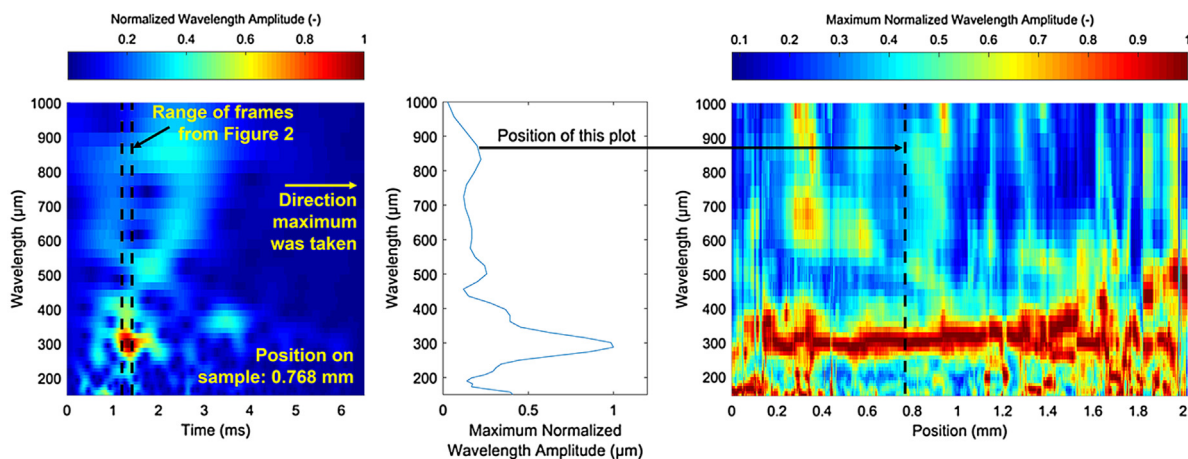 Normalized Wavelength Amplitude (-)
0.2 0.4 0.6 0.8 1
1000
900
800
700
600
500
400
300
200
Wavelength (μm)
Range of frames
from Figure 2
Direction
maximum
was taken
Position on
sample: 0.768 mm
0 1 2 3 4 5 6
Time (ms)
1000
900
800
700
600
500
400
300
200
Wavelength (μm)
Position of this plot
0 0.5 1
Maximum Normalized
Wavelength Amplitude (μm)
Maximum Normalized Wavelength Amplitude (-)
0.1 0.2 0.3 0.4 0.5 0.6 0.7 0.8 0.9 1
1000
900
800
700
600
500
400
300
200
Wavelength (μm)
0 0.2 0.4 0.6 0.8 1 1.2 1.4 1.6 1.8 2
Position (mm)